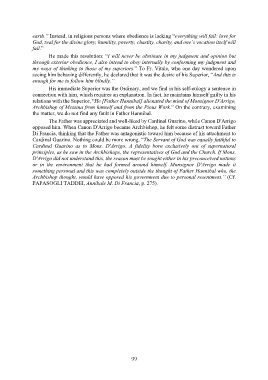 earth." Instead, in religious persons where obedience is lacking "everything will fall: love for
God, zeal for the divine glory, humility, poverty, chastity, charity, and one's vocation itself will
fall."
He made this resolution: "I will never be obstinate in my judgment and opinion but
through exterior obedience, I also intend to obey internally by conforming my judgment and
my ways of thinking to those of my superiors." To Fr. Vitale, who one day wondered upon
seeing him behaving differently, he declared that it was the desire of his Superior, "And this is
enough for me to follow him blindly."
His immediate Superior was the Ordinary, and we find in his self-eulogy a sentence in
connection with him, which requires an explanation. In fact, he maintains himself guilty in his
relations with the Superior, "He [Father Hannibal] alienated the mind of Monsignor D'Arrigo,
Archbishop of Messina from himself and from the Pious Work." On the contrary, examining
the matter, we do not find any fault in Father Hannibal.
The Father was appreciated and well-liked by Cardinal Guarino, while Canon D'Arrigo
opposed him. When Canon D'Arrigo became Archbishop, he felt some distrust toward Father
Di Francia, thinking that the Father was antagonistic toward him because of his attachment to
Cardinal Guarino. Nothing could be more wrong. "The Servant of God was equally faithful to
Cardinal Guarino as to Mons. D'Arrigo. A fidelity born exclusively out of supernatural
principles, as he saw in the Archbishops, the representatives of God and the Church. If Mons.
D'Arrigo did not understand this, the reason must be sought either in his preconceived notions
or in the environment that he had formed around himself. Monsignor D'Arrigo made it
something personal and this was completely outside the thought of Father Hannibal who, the
Archbishop thought, would have opposed his government due to personal resentment." (Cf.
PAPASOGLI TADDEI, Annibale M. Di Francia, p. 275).
99